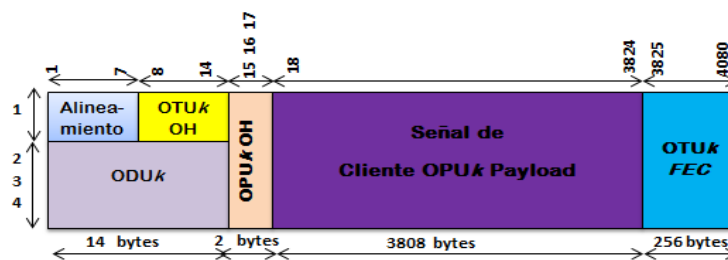 1 7 8 14 15 16 17 18 3824 3825 4080
1
2
3
4
Alinea-
miento
OTUk
OH
ODUk
OPUk OH
Señal de
Cliente OPUk Payload
OTUk
FEC
14 bytes 2 bytes 3808 bytes 256 bytes